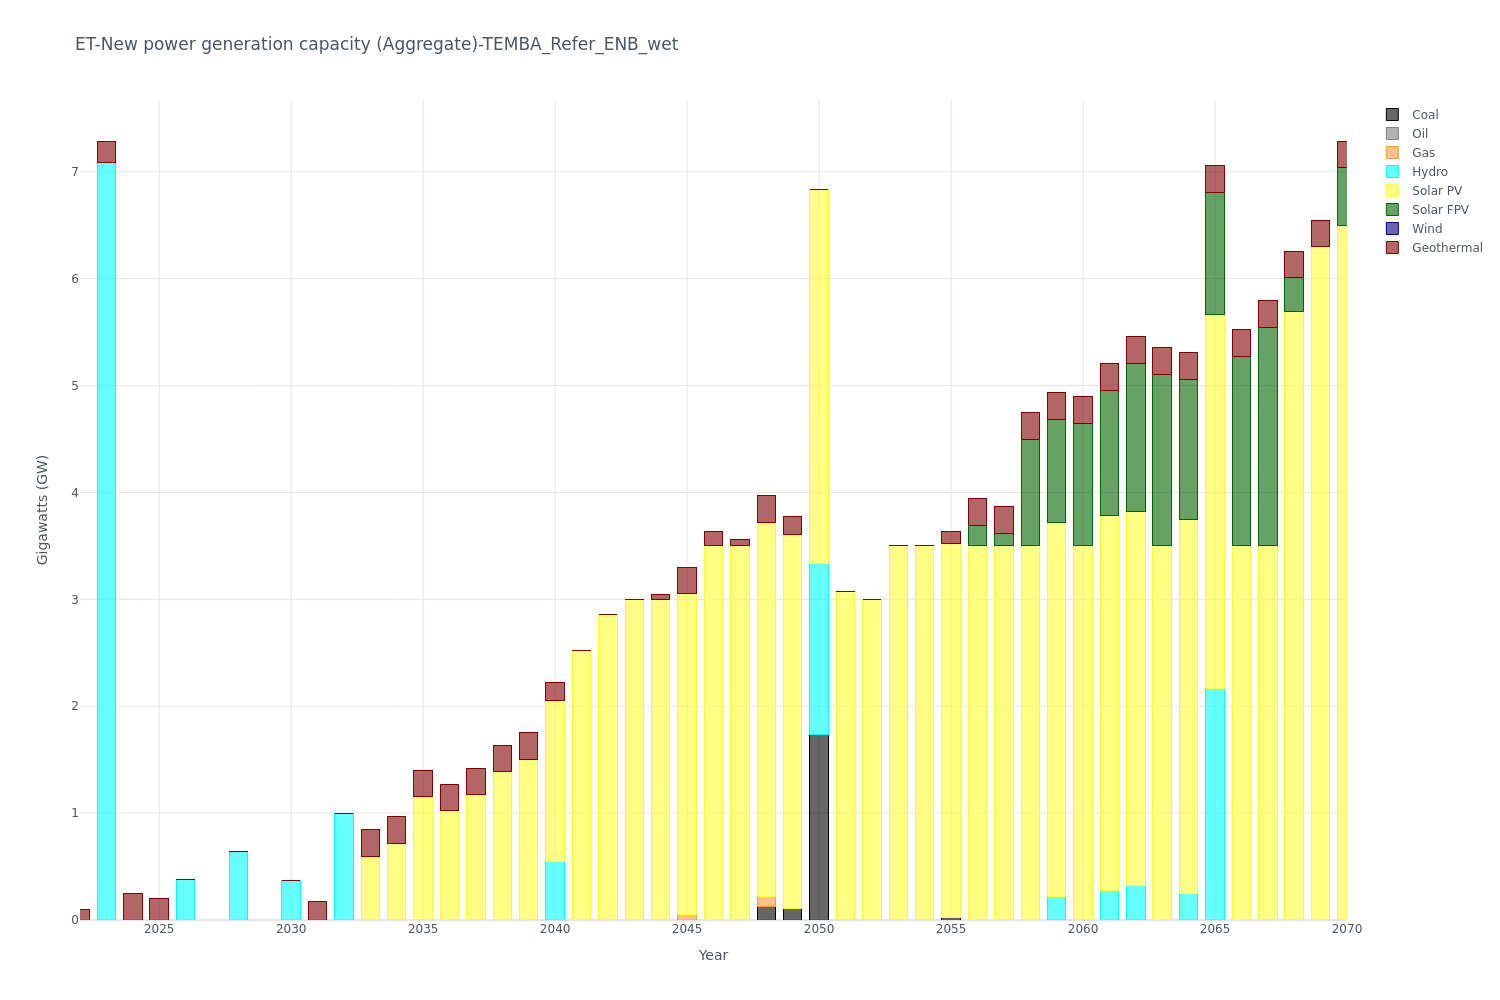 ET-New power generation capacity (Aggregate)-TEMBA_Refer_ENB_wet
Coal
Oil
Gas
Hydro
Solar PV
Solar FPV
Wind
Geothermal
Gigawatts (GW)
7
6
5
4
3
2
1
0
2025 2030 2035 2040 2045 2050 2055 2060 2065 2070
Year